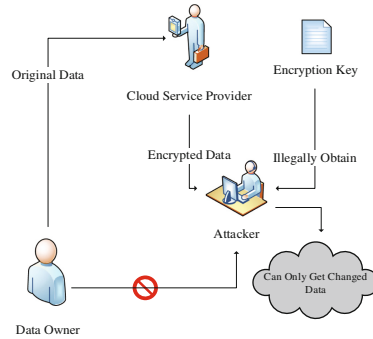 Original Data
Cloud Service Provider
Encryption Key
Encrypted Data
Illegally Obtain
Attacker
Can Only Get Changed
Data
Data Owner